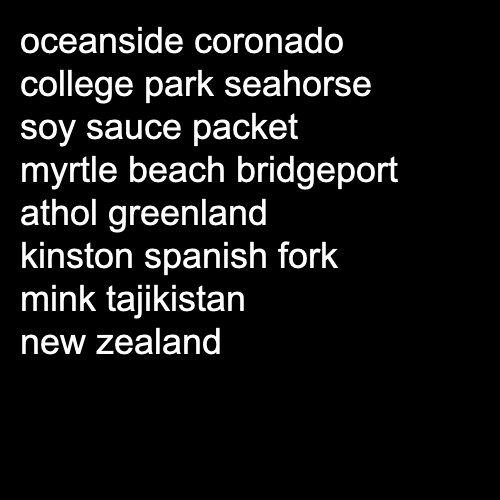 oceanside coronado
college park seahorse
soy sauce packet
myrtle beach bridgeport
athol greenland
kinston spanish fork
mink tajikistan
new zealand